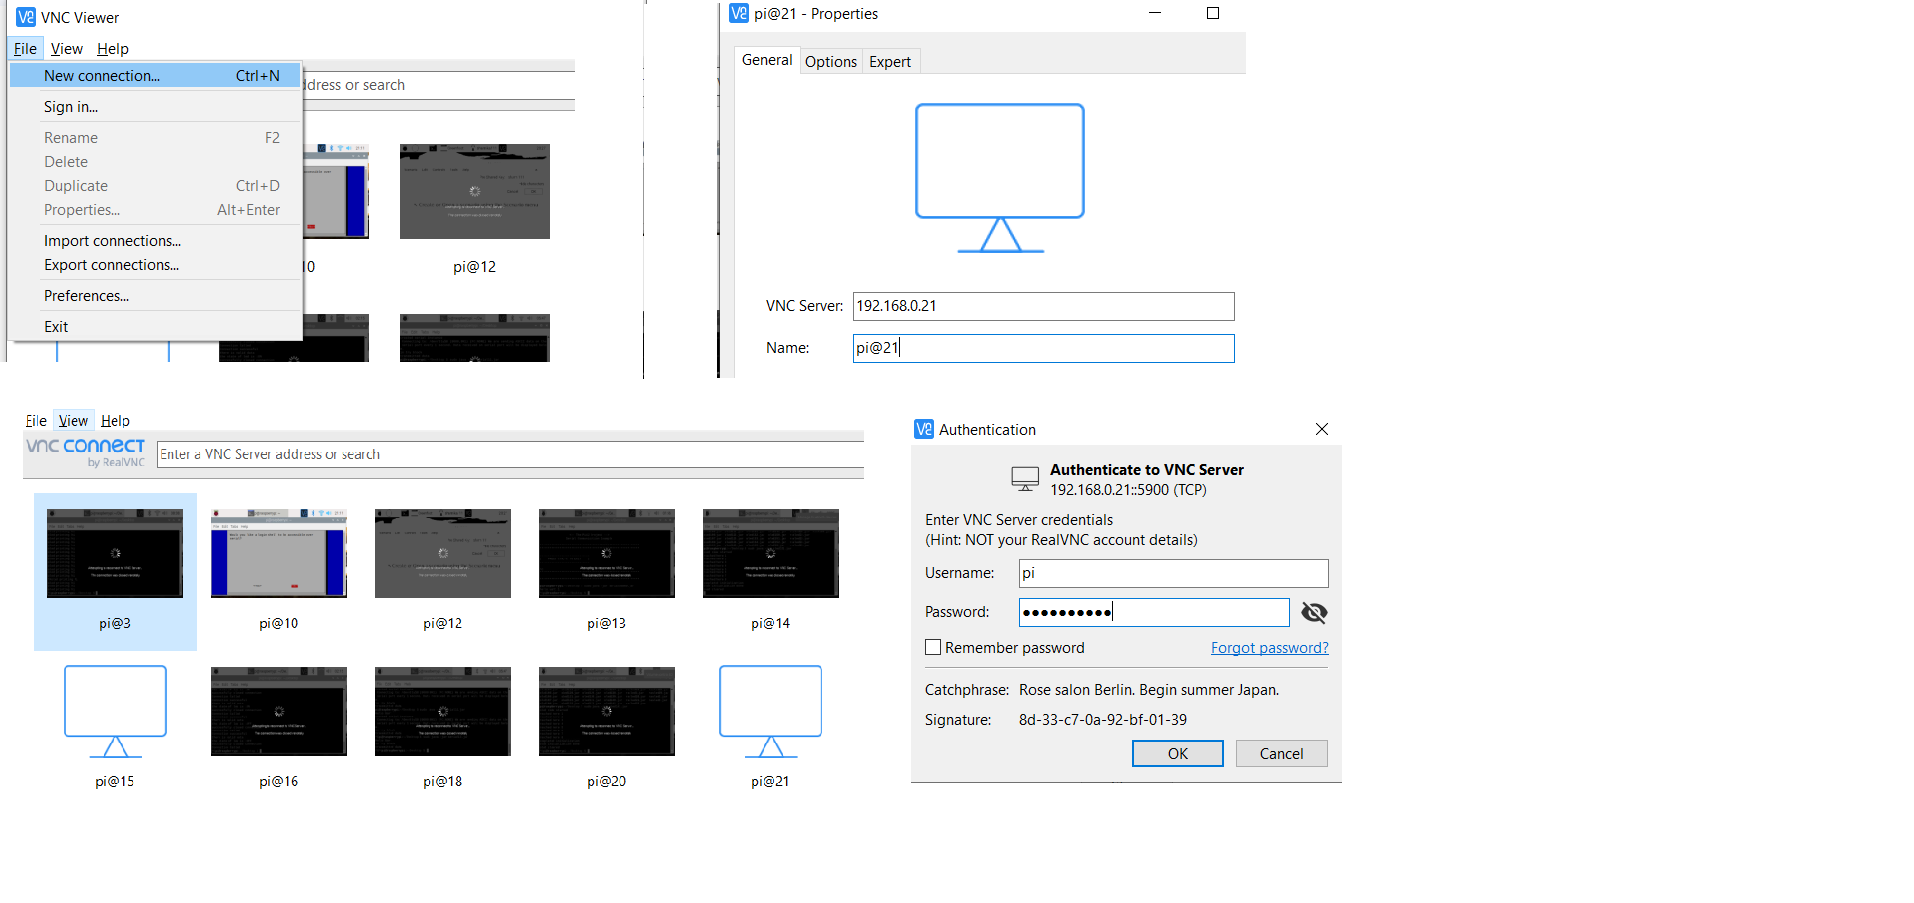 VNC Viewer
File View Help
New connection... Ctrl+N
Sign in...
Rename F2
Delete
Duplicate Ctrl+D
Properties... Alt+Enter
Import connections...
Export connections...
Preferences...
Exit
ddress or search
10
pi@12
pi@21 - Properties
General Options Expert
VNC Server: 192.168.0.21
Name: pi@21
File View Help
vnc connect
by RealVNC
Enter a VNC Server address or search
pi@3 pi@10 pi@12 pi@13 pi@14
pi@15 pi@16 pi@18 pi@20 pi@21
Authentication
Authenticate to VNC Server
192.168.0.21::5900 (TCP)
Enter VNC Server credentials
(Hint: NOT your RealVNC account details)
Username: pi
Password: ●●●●●●●●●●
Remember password Forgot password?
Catchphrase: Rose salon Berlin. Begin summer Japan.
Signature: 8d-33-c7-0a-92-bf-01-39
OK Cancel